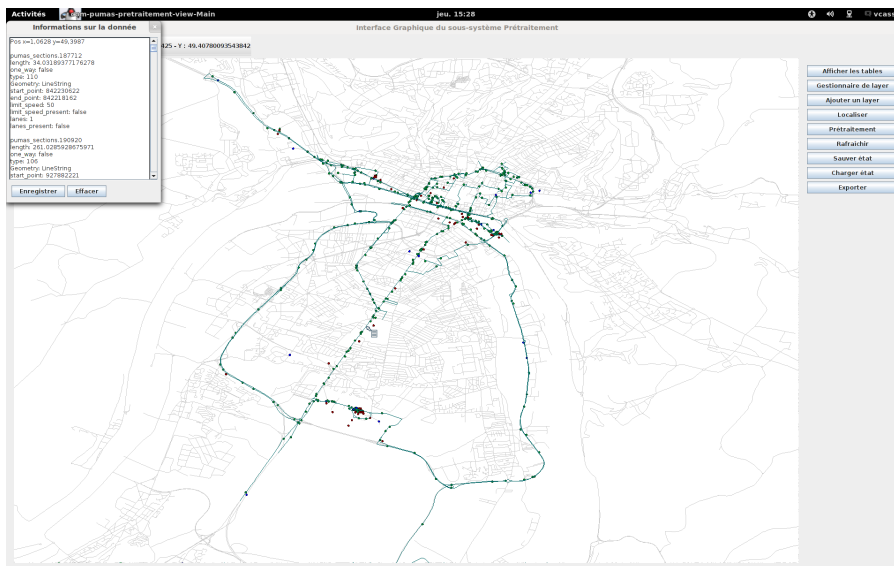 Activités
om-pumas-pretraitement-view-Main
jeu. 15:28
vcass
Informations sur la donnée
Interface Graphique du sous-système Prétraitement
425 - Y : 49.40780093543842
Pos x=1,0628 y=49,3987
pumas_sections.187712
length: 34.03189377176278
one_way: false
type: 110
Geometry: LineString
start_point: 842230622
end_point: 842218162
limit_speed: 50
limit_speed_present: false
lanes: 1
lanes_present: false
pumas_sections.190920
length: 261.0285928675971
one_way: false
type: 106
Geometry: LineString
start_point: 927882221
Enregistrer
Effacer
Afficher les tables
Gestionnaire de layer
Ajouter un layer
Localiser
Prétraitement
Rafraichir
Sauver état
Charger état
Exporter